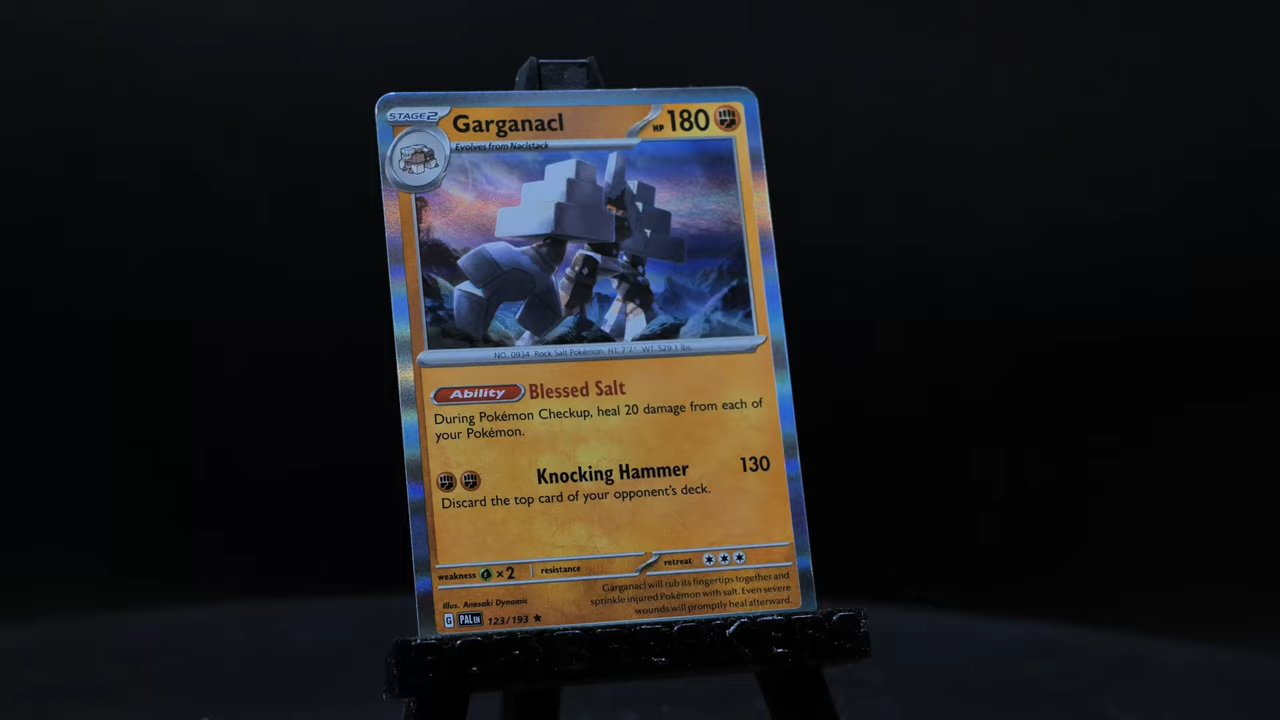 STAGE2
Garganacl
HP 180
Evolves from Naclstack
NO. 0934 Rock Salt Pokémon HT: 7'7" WT: 529.1 lbs.
Ability Blessed Salt
During Pokémon Checkup, heal 20 damage from each of
your Pokémon.
Knocking Hammer 130
Discard the top card of your opponent's deck.
weakness ×2 resistance retreat
Garganacl will rub its fingertips together and
sprinkle injured Pokémon with salt. Even severe
wounds will promptly heal afterward.
Illus. Anesaki Dynamic
G PAL EN 123/193